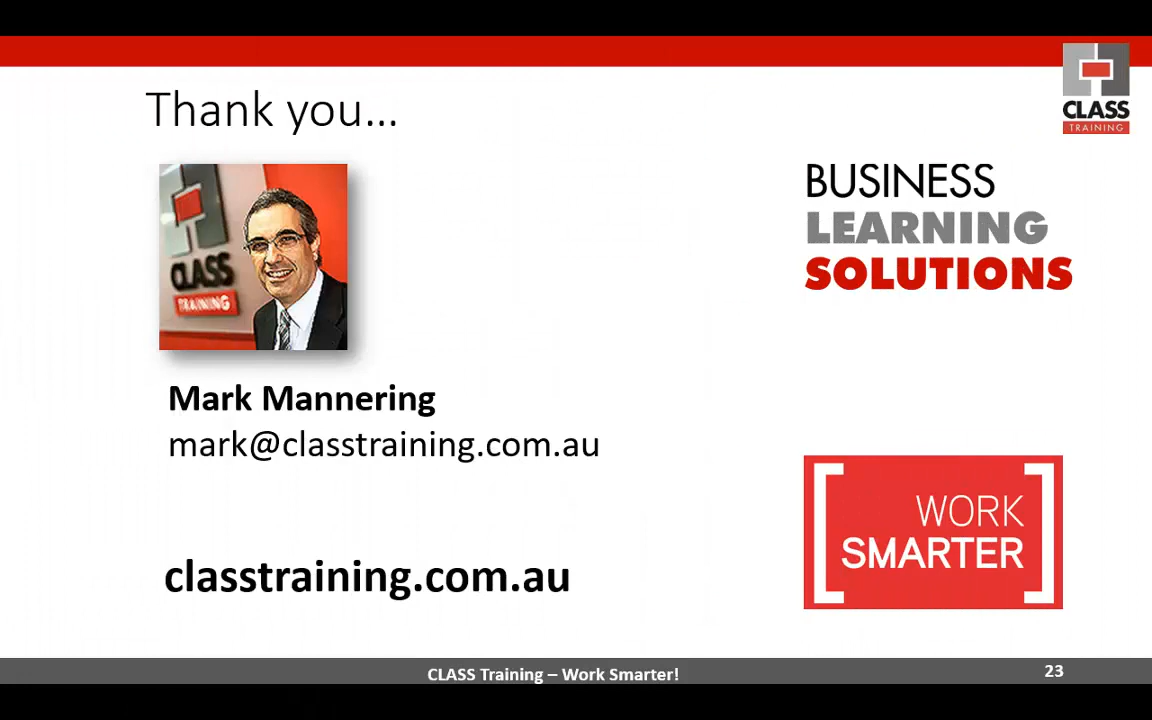 Thank you...
CLASS
TRAINING
BUSINESS
LEARNING
SOLUTIONS
CLASS
TRAINING
Mark Mannering
mark@classtraining.com.au
WORK
SMARTER
classtraining.com.au
CLASS Training – Work Smarter!
23